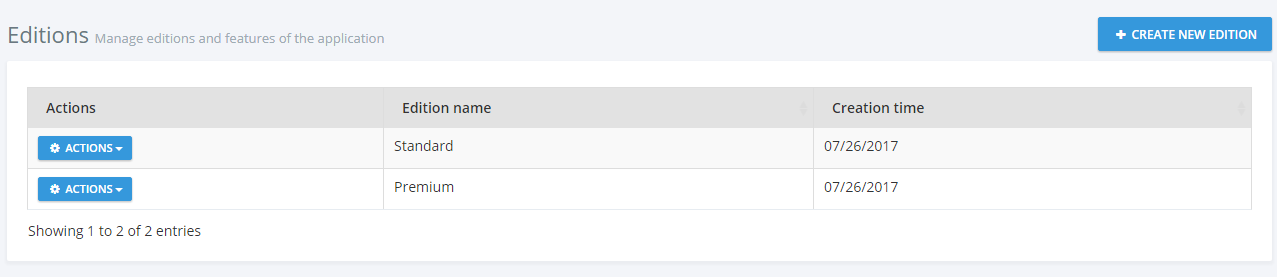 Editions Manage editions and features of the application
CREATE NEW EDITION
Actions Edition name Creation time
ACTIONS Standard 07/26/2017
ACTIONS Premium 07/26/2017
Showing 1 to 2 of 2 entries